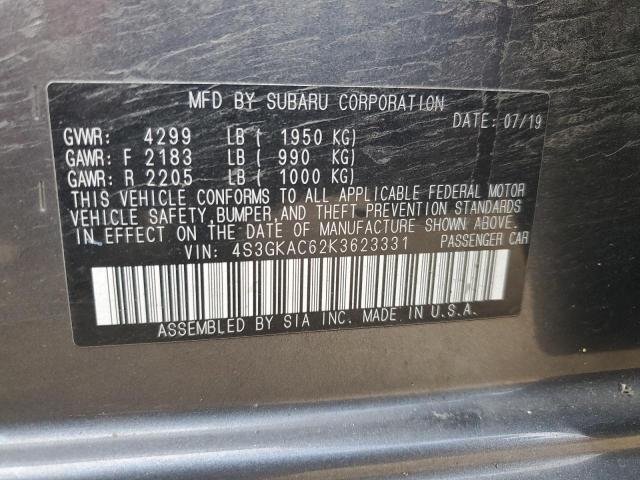 MFD BY SUBARU CORPORATION
DATE: 07/19
GVWR: 4299 LB ( 1950 KG)
GAWR: F 2183 LB ( 990 KG)
GAWR: R 2205 LB ( 1000 KG)
THIS VEHICLE CONFORMS TO ALL APPLICABLE FEDERAL MOTOR
VEHICLE SAFETY, BUMPER, AND THEFT PREVENTION STANDARDS
IN EFFECT ON THE DATE OF MANUFACTURE SHOWN ABOVE.
VIN: 4S3GKAC62K3623331 PASSENGER CAR
ASSEMBLED BY SIA INC. MADE IN U.S.A.